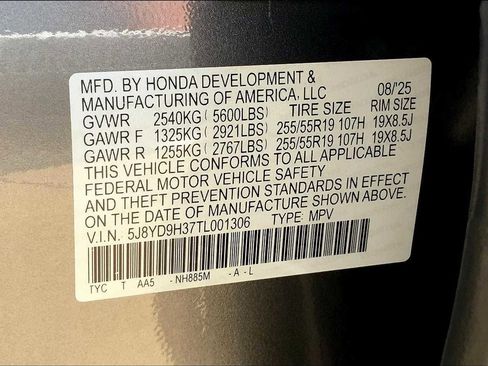 MFD. BY HONDA DEVELOPMENT &
MANUFACTURING OF AMERICA, LLC 08/'25
GVWR 2540KG (5600LBS) TIRE SIZE RIM SIZE
GAWR F 1325KG (2921LBS) 255/55R19 107H 19X8.5J
GAWR R 1255KG (2767LBS) 255/55R19 107H 19X8.5J
THIS VEHICLE CONFORMS TO ALL APPLICABLE
FEDERAL MOTOR VEHICLE SAFETY
STANDARDS IN EFFECT
ON THE DATE OF MANUFACTURE SHOWN ABOVE.
V.I.N. 5J8YD9H37TL001306 TYPE: MPV
TYC T AA5 -NH885M -A-L